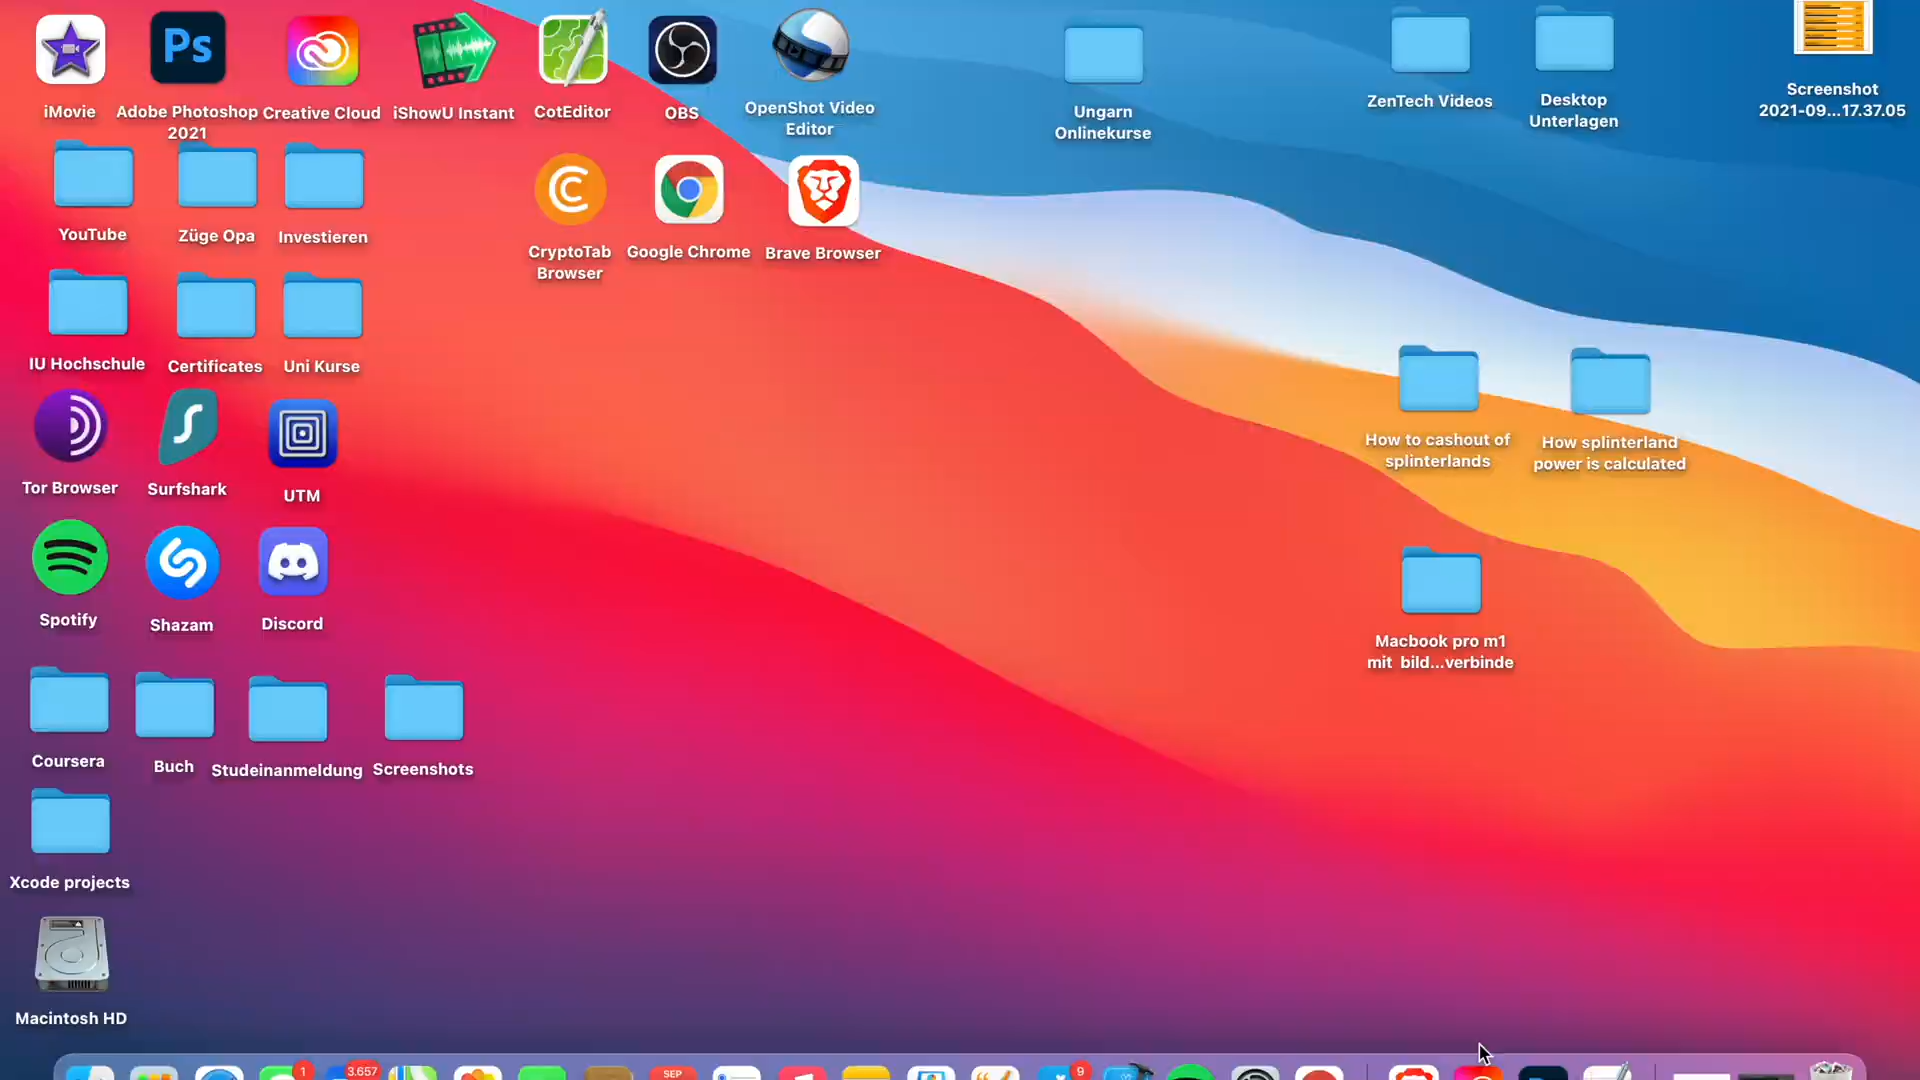 Ps
iMovie
Adobe Photoshop
2021
Creative Cloud
iShowU Instant
CotEditor
OBS
OpenShot Video
Editor
Ungarn
Onlinekurse
ZenTech Videos
Desktop
Unterlagen
Screenshot
2021-09...17.37.05
YouTube
Züge Opa
Investieren
CryptoTab
Browser
Google Chrome
Brave Browser
IU Hochschule
Certificates
Uni Kurse
How to cashout of
splinterlands
How splinterland
power is calculated
Tor Browser
Surfshark
UTM
Spotify
Shazam
Discord
Macbook pro m1
mit bild...verbinde
Coursera
Buch
Studeinanmeldung
Screenshots
Xcode projects
Macintosh HD
1
3.657
SEP
9